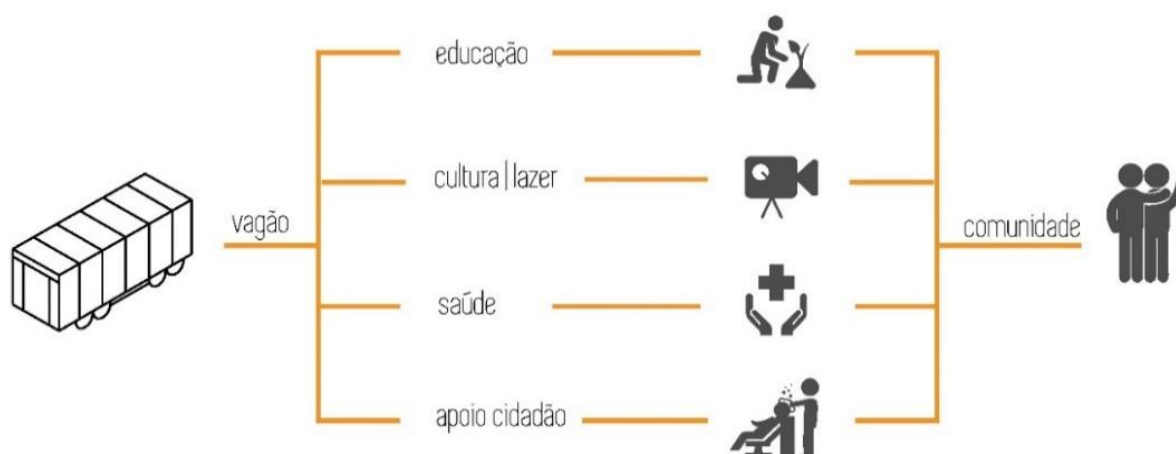 educação
cultura | lazer
vagão
comunidade
saúde
apoio cidadão